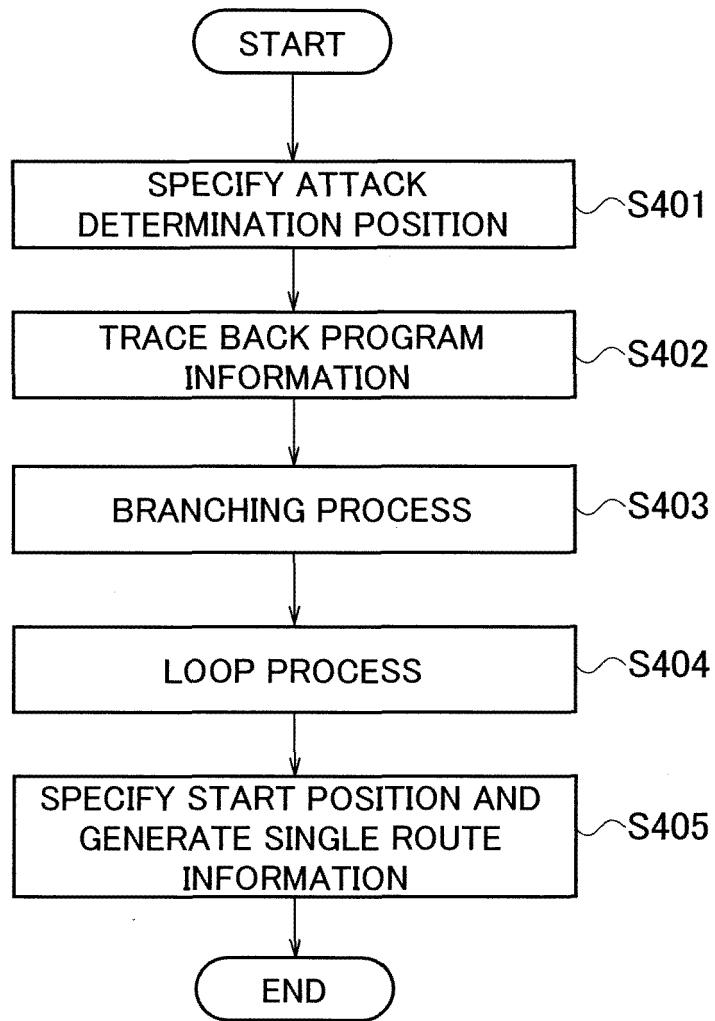 START
SPECIFY ATTACK
DETERMINATION POSITION
S401
TRACE BACK PROGRAM
INFORMATION
S402
BRANCHING PROCESS
S403
LOOP PROCESS
S404
SPECIFY START POSITION AND
GENERATE SINGLE ROUTE
INFORMATION
S405
END